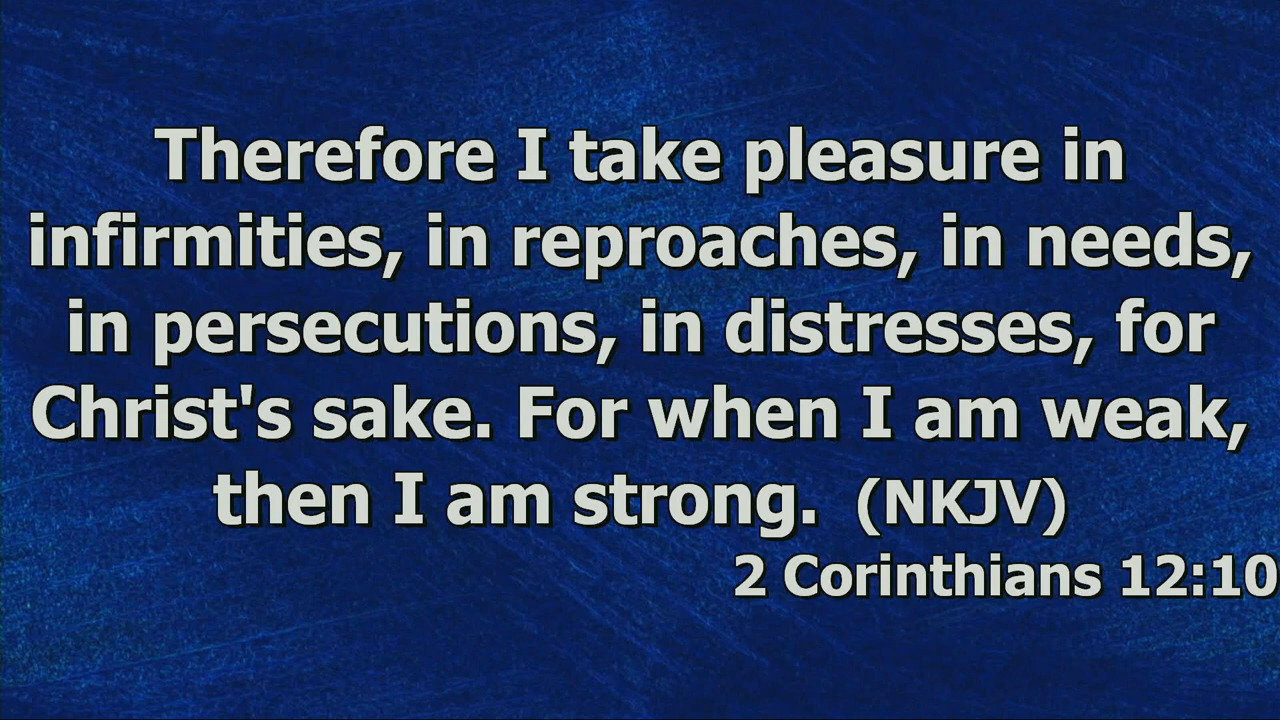 Therefore I take pleasure in
infirmities, in reproaches, in needs,
in persecutions, in distresses, for
Christ's sake. For when I am weak,
then I am strong.  (NKJV)
2 Corinthians 12:10